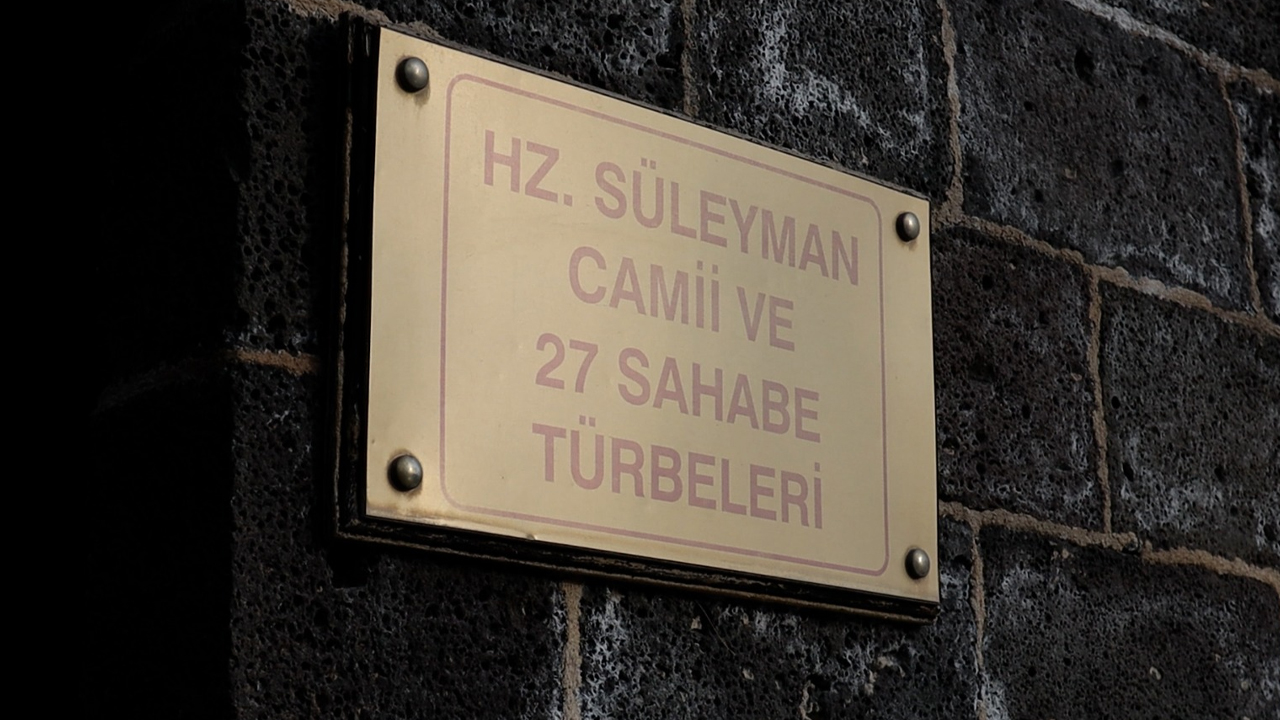 HZ. SÜLEYMAN
CAMİİ VE
27 SAHABE
TÜRBELERİ